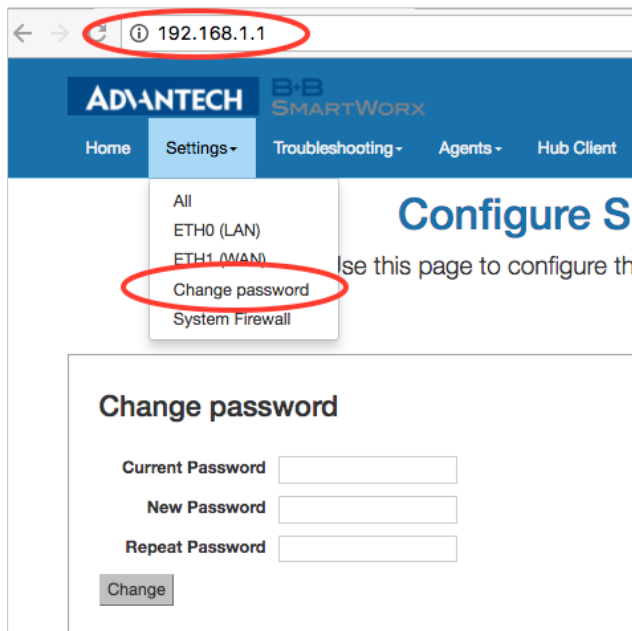 192.168.1.1
ADVANTECH B+B
SMARTWORX
Home Settings Troubleshooting Agents Hub Client
All
ETH0 (LAN)
ETH1 (WAN)
Change password
System Firewall
Configure S
Use this page to configure th
Change password
Current Password
New Password
Repeat Password
Change